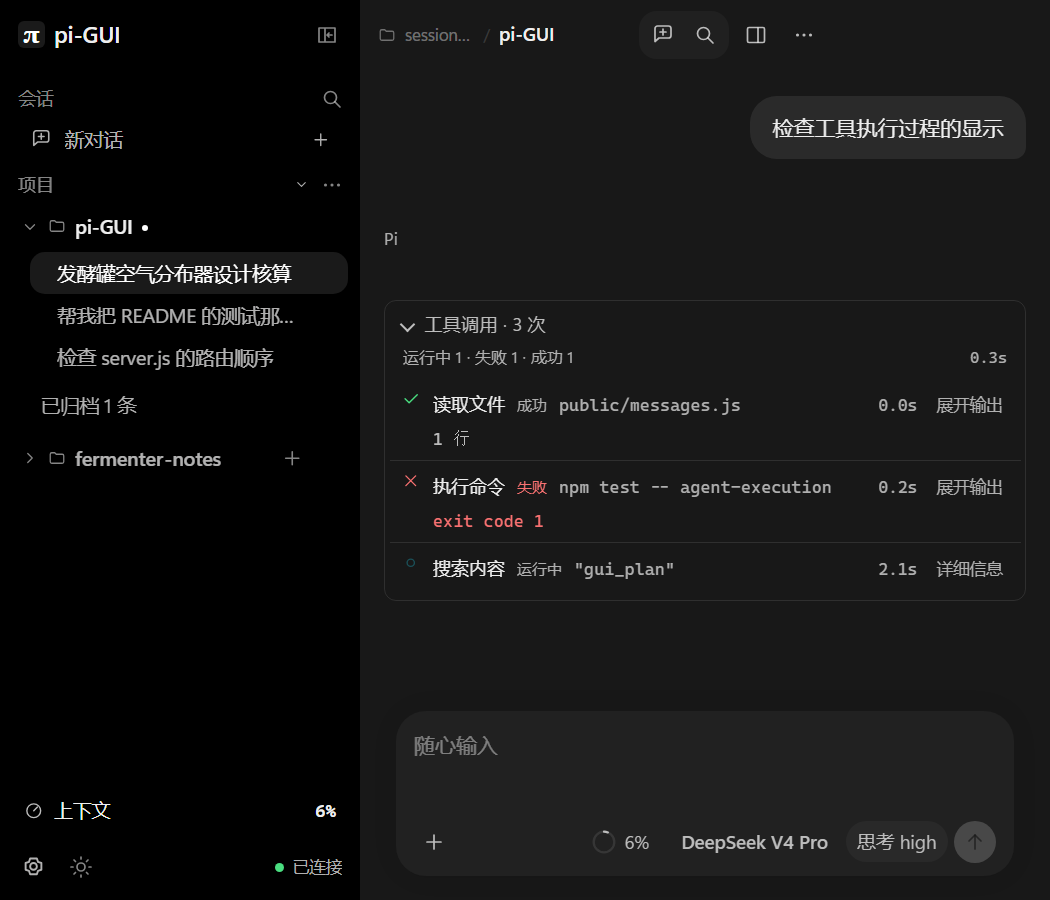 π pi-GUI
会话
新对话
项目
pi-GUI
发酵罐空气分布器设计核算
帮我把 README 的测试那...
检查 server.js 的路由顺序
已归档 1 条
fermenter-notes
上下文 6%
已连接
session... / pi-GUI
检查工具执行过程的显示
Pi
工具调用 · 3 次
运行中 1 · 失败 1 · 成功 1 0.3s
读取文件 成功 public/messages.js 0.0s 展开输出
1 行
执行命令 失败 npm test -- agent-execution 0.2s 展开输出
exit code 1
搜索内容 运行中 "gui_plan" 2.1s 详细信息
随心输入
6% DeepSeek V4 Pro 思考 high